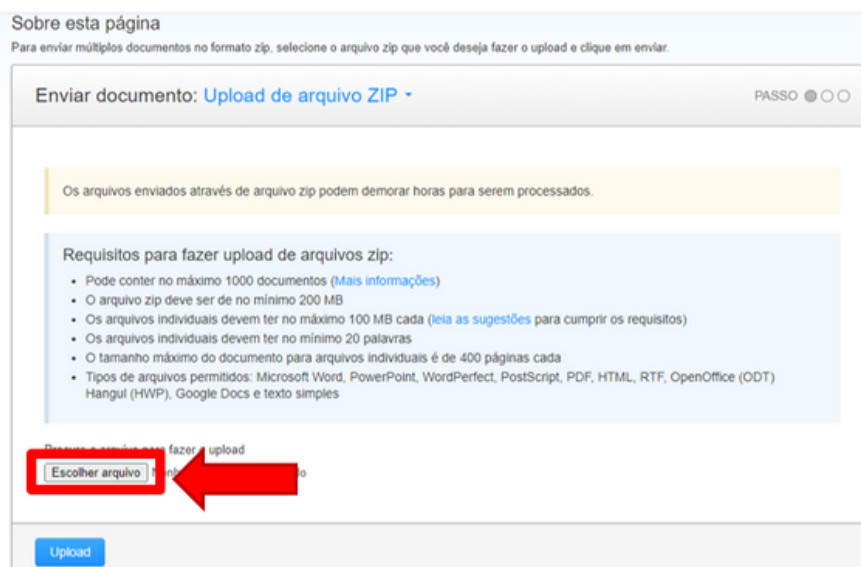 Sobre esta página
Para enviar múltiplos documentos no formato zip, selecione o arquivo zip que você deseja fazer o upload e clique em enviar.
Enviar documento: Upload de arquivo ZIP
PASSO
Os arquivos enviados através de arquivo zip podem demorar horas para serem processados.
Requisitos para fazer upload de arquivos zip:
• Pode conter no máximo 1000 documentos (Mais informações)
• O arquivo zip deve ser de no mínimo 200 MB
• Os arquivos individuais devem ter no máximo 100 MB cada (leia as sugestões para cumprir os requisitos)
• Os arquivos individuais devem ter no mínimo 20 palavras
• O tamanho máximo do documento para arquivos individuais é de 400 páginas cada
• Tipos de arquivos permitidos: Microsoft Word, PowerPoint, WordPerfect, PostScript, PDF, HTML, RTF, OpenOffice (ODT)
Hangul (HWP), Google Docs e texto simples
arquivo para fazer o upload
Escolher arquivo
Upload